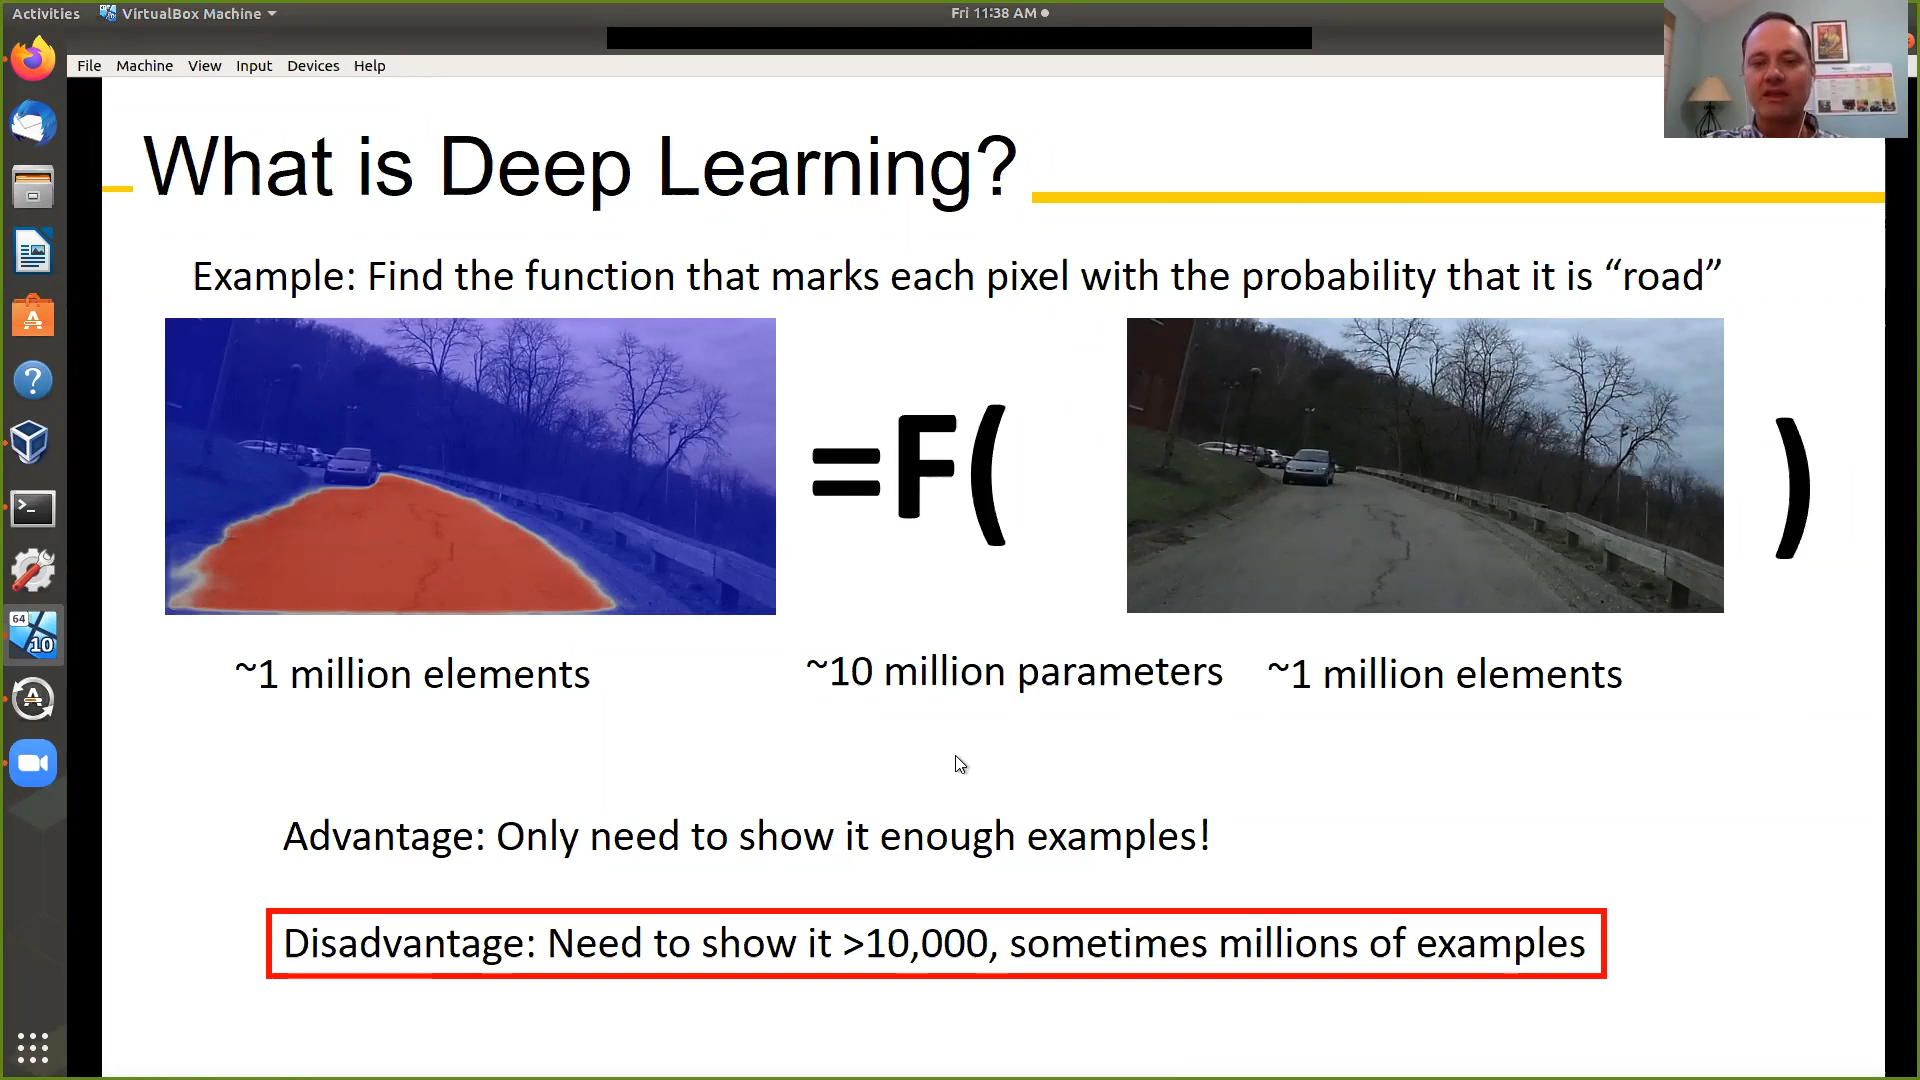 Activities VirtualBox Machine Fri 11:38 AM
File Machine View Input Devices Help
What is Deep Learning?
Example: Find the function that marks each pixel with the probability that it is “road”
=F( )
~1 million elements ~10 million parameters ~1 million elements
Advantage: Only need to show it enough examples!
Disadvantage: Need to show it >10,000, sometimes millions of examples
64
10